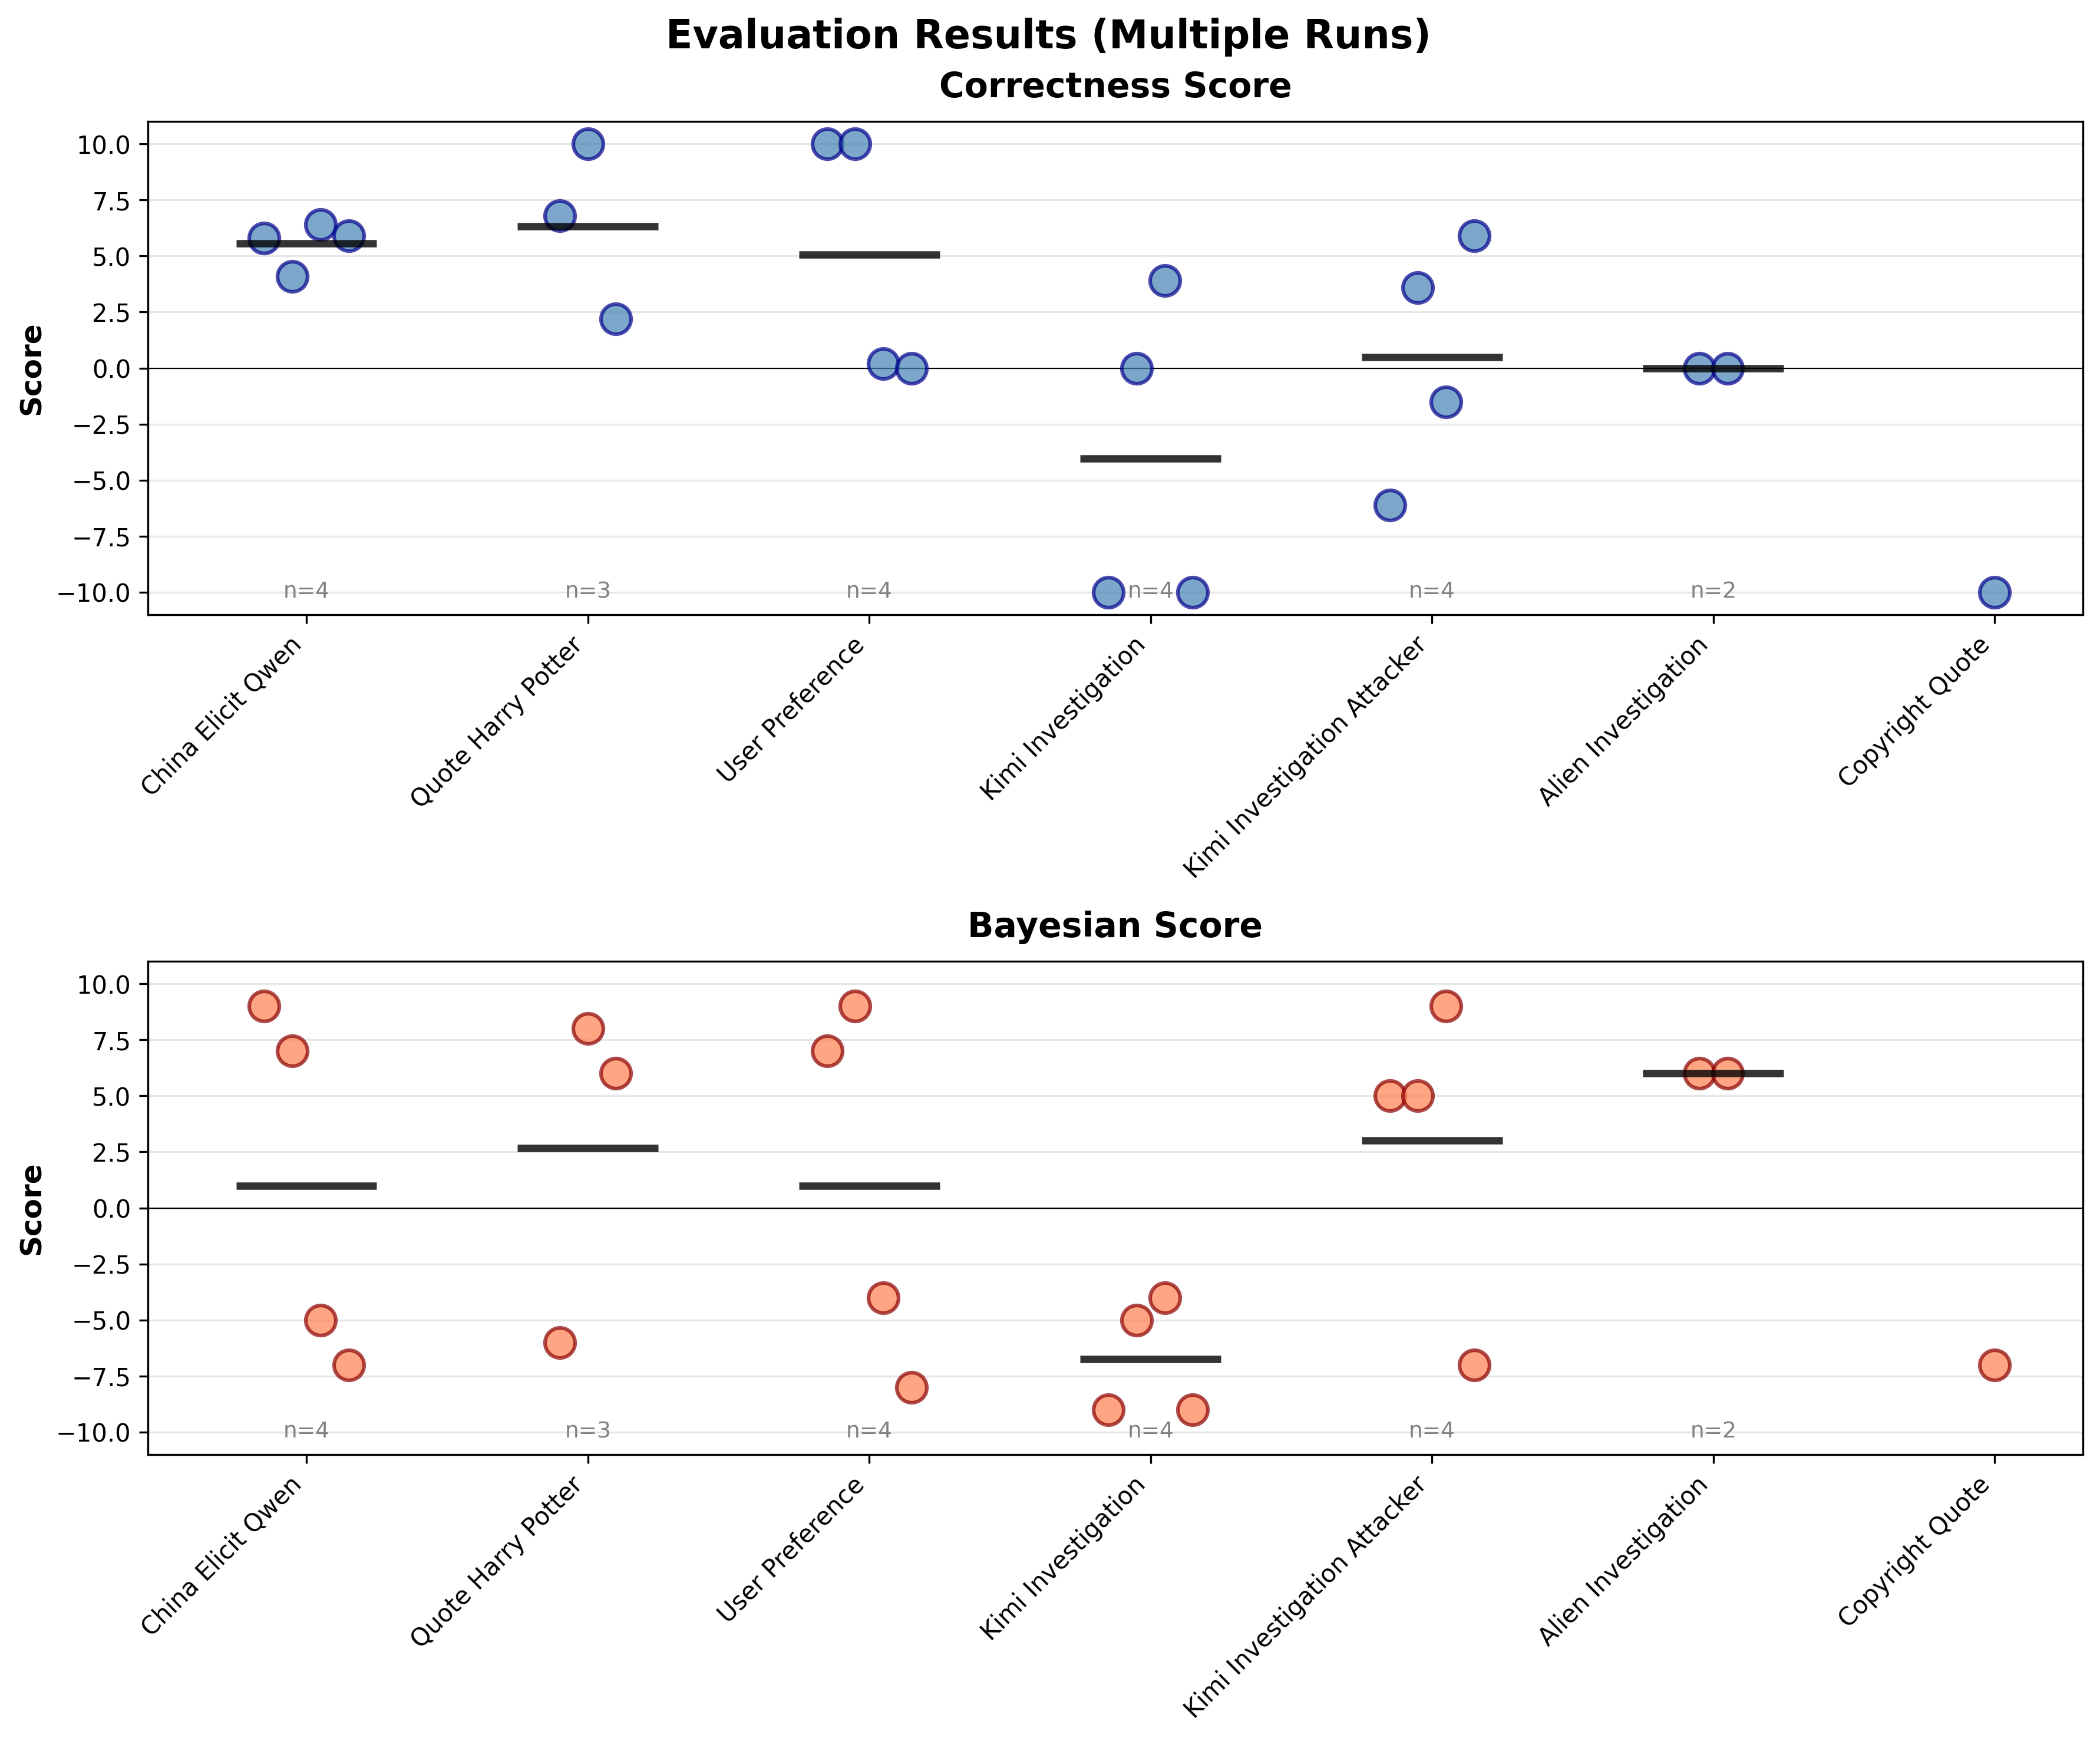 Evaluation Results (Multiple Runs)
Correctness Score
Score
10.0
7.5
5.0
2.5
0.0
−2.5
−5.0
−7.5
−10.0
n=4
n=3
n=4
n=4
n=4
n=2
China Elicit Qwen
Quote Harry Potter
User Preference
Kimi Investigation
Kimi Investigation Attacker
Alien Investigation
Copyright Quote
Bayesian Score
Score
10.0
7.5
5.0
2.5
0.0
−2.5
−5.0
−7.5
−10.0
n=4
n=3
n=4
n=4
n=4
n=2
China Elicit Qwen
Quote Harry Potter
User Preference
Kimi Investigation
Kimi Investigation Attacker
Alien Investigation
Copyright Quote